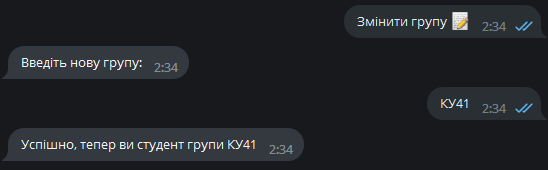 Змінити групу 📝 2:34
Введіть нову групу: 2:34
КУ41 2:34
Успішно, тепер ви студент групи КУ41 2:34